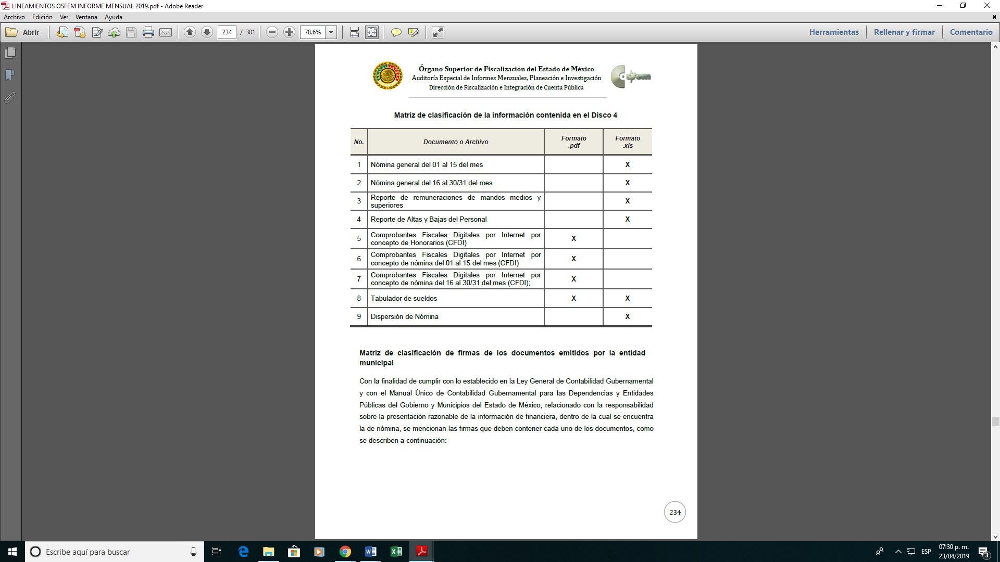 LINEAMIENTOS OSFEM INFORME MENSUAL 2019.pdf - Adobe Reader
Archivo Edición Ver Ventana Ayuda
Abrir 234 / 301 78.6% Herramientas Rellenar y firmar Comentario
Órgano Superior de Fiscalización del Estado de México
Auditoría Especial de Informes Mensuales, Planeación e Investigación
Dirección de Fiscalización e Integración de Cuenta Pública
osfem
Matriz de clasificación de la información contenida en el Disco 4
No. Documento o Archivo Formato .pdf Formato .xls
1 Nómina general del 01 al 15 del mes X
2 Nómina general del 16 al 30/31 del mes X
3 Reporte de remuneraciones de mandos medios y
superiores X
4 Reporte de Altas y Bajas del Personal X
5 Comprobantes Fiscales Digitales por Internet por
concepto de Honorarios (CFDI) X
6 Comprobantes Fiscales Digitales por Internet por
concepto de nómina del 01 al 15 del mes (CFDI) X
7 Comprobantes Fiscales Digitales por Internet por
concepto de nómina del 16 al 30/31 del mes (CFDI); X
8 Tabulador de sueldos X X
9 Dispersión de Nómina X
Matriz de clasificación de firmas de los documentos emitidos por la entidad
municipal
Con la finalidad de cumplir con lo establecido en la Ley General de Contabilidad Gubernamental
y con el Manual Único de Contabilidad Gubernamental para las Dependencias y Entidades
Públicas del Gobierno y Municipios del Estado de México, relacionado con la responsabilidad
sobre la presentación razonable de la información de financiera, dentro de la cual se encuentra
la de nómina, se mencionan las firmas que deben contener cada uno de los documentos, como
se describen a continuación:
234
Escribe aquí para buscar
ESP
07:30 p. m.
23/04/2019
3